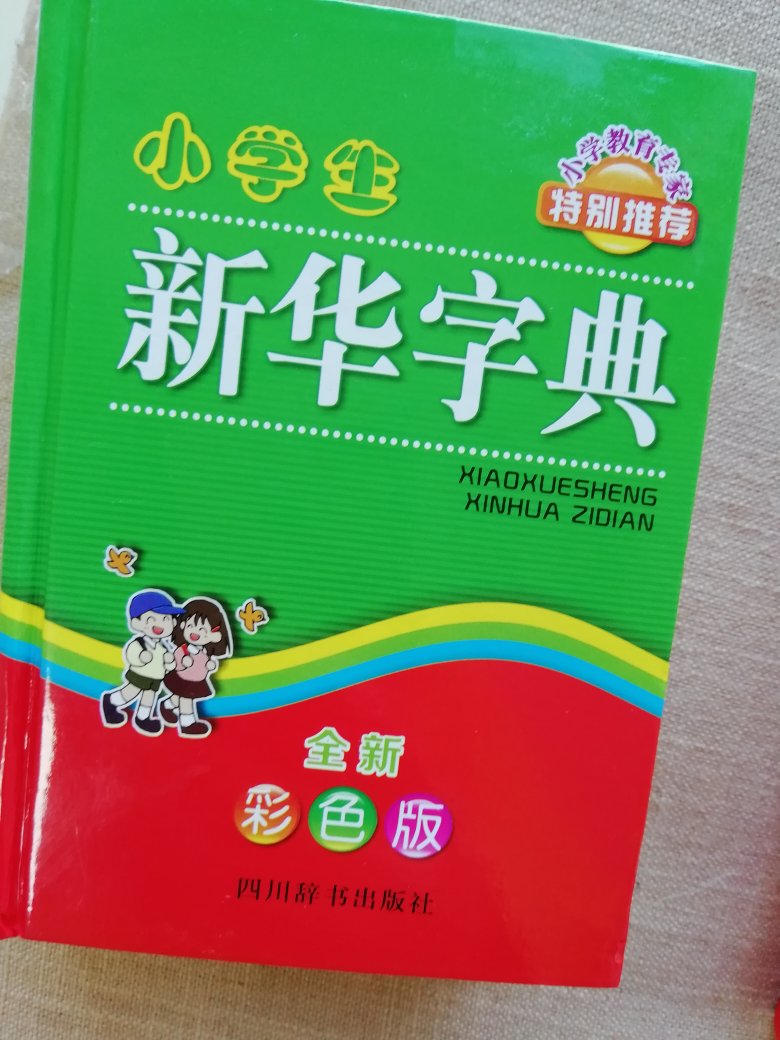 小学生
小学教育专家
特别推荐
新华字典
XIAOXUESHENG
XINHUA ZIDIAN
全新
彩色版
四川辞书出版社